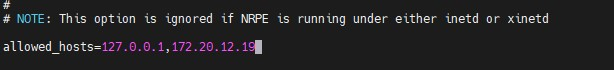 #
# NOTE: This option is ignored if NRPE is running under either inetd or xinetd
allowed_hosts=127.0.0.1,172.20.12.19